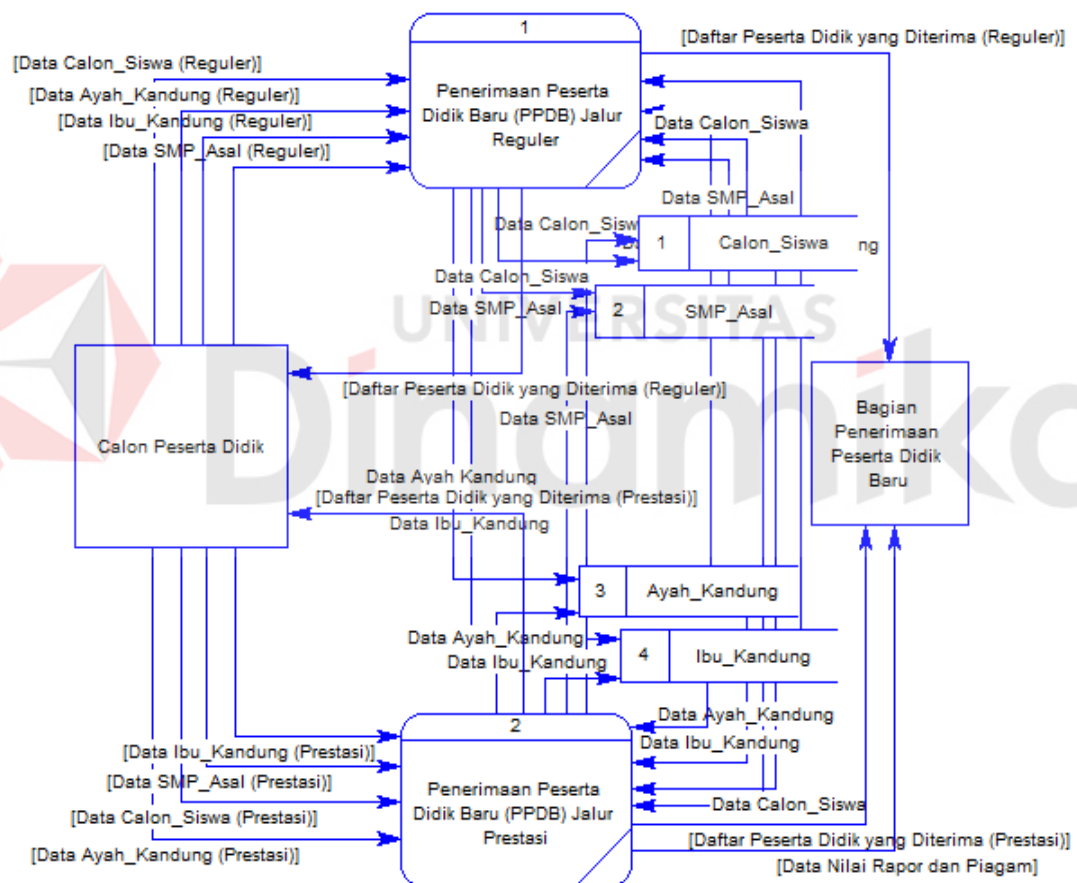 1
[Daftar Peserta Didik yang Diterima (Reguler)]
[Data Calon_Siswa (Reguler)]
[Data Ayah_Kandung (Reguler)]
[Data Ibu_Kandung (Reguler)]
[Data SMP_Asal (Reguler)]
Penerimaan Peserta
Didik Baru (PPDB) Jalur
Reguler
Data Calon_Siswa
Data SMP_Asal
Data Calon_Sisw
1
Calon_Siswa
ng
Data Calon_Siswa
Data SMP_Asal
2
SMP_Asal
UNIVERSITAS
Dinamika
[Daftar Peserta Didik yang Diterima (Reguler)]
Data SMP_Asal
Calon Peserta Didik
Bagian
Penerimaan
Peserta Didik
Baru
Data Ayah_Kandung
[Daftar Peserta Didik yang Diterima (Prestasi)]
Data Ibu_Kandung
3
Ayah_Kandung
Data Ayah_Kandung
Data Ibu_Kandung
4
Ibu_Kandung
Data Ayah_Kandung
Data Ibu_Kandung
2
[Data Ibu_Kandung (Prestasi)]
[Data SMP_Asal (Prestasi)]
[Data Calon_Siswa (Prestasi)]
[Data Ayah_Kandung (Prestasi)]
Penerimaan Peserta
Didik Baru (PPDB) Jalur
Prestasi
Data Calon_Siswa
[Daftar Peserta Didik yang Diterima (Prestasi)]
[Data Nilai Rapor dan Piagam]